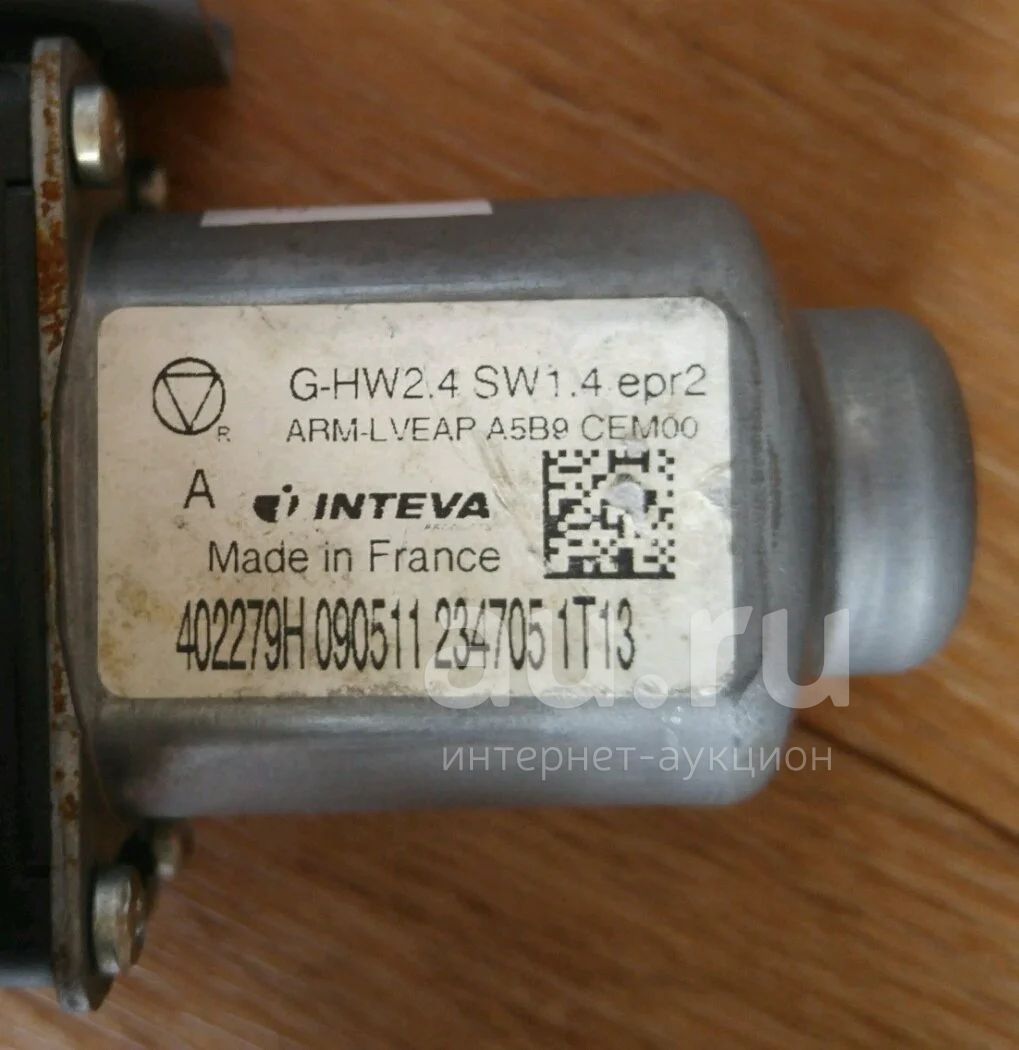 G-HW2.4 SW1.4 epr2
R
ARM-LVEAP A5B9 CEM00
A INTEVA
PRODUCTS
Made in France
402279H 090511 234705 1T13
au.ru
интернет-аукцион